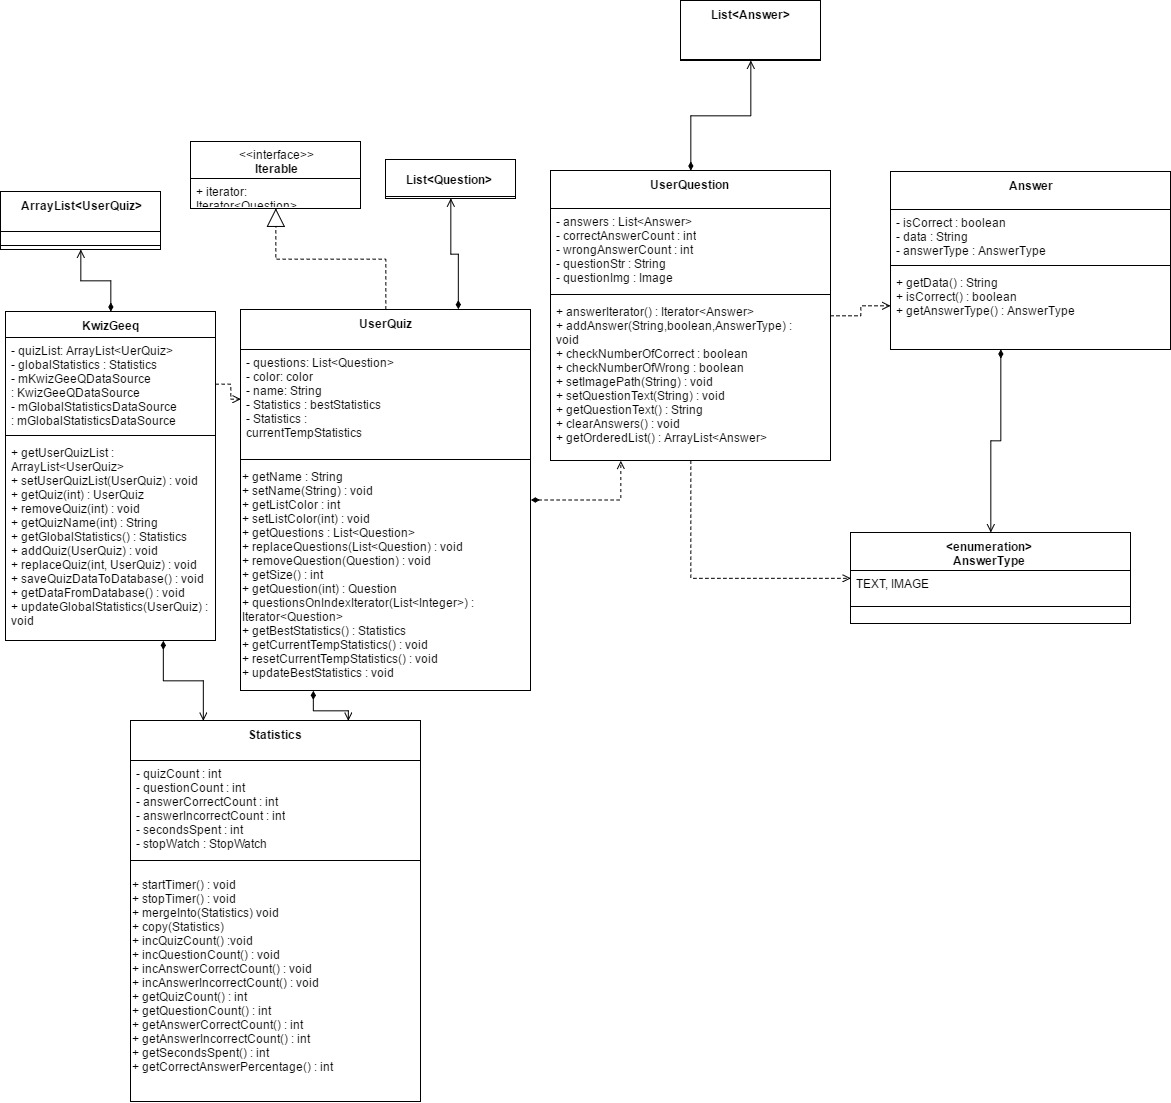 List<Answer>
<<interface>>
Iterable
+ iterator:
Iterator<Question>
List<Question>
ArrayList<UserQuiz>
UserQuestion
- answers : List<Answer>
- correctAnswerCount : int
- wrongAnswerCount : int
- questionStr : String
- questionImg : Image
+ answerIterator() : Iterator<Answer>
+ addAnswer(String,boolean,AnswerType) :
void
+ checkNumberOfCorrect : boolean
+ checkNumberOfWrong : boolean
+ setImagePath(String) : void
+ setQuestionText(String) : void
+ getQuestionText() : String
+ clearAnswers() : void
+ getOrderedList() : ArrayList<Answer>
Answer
- isCorrect : boolean
- data : String
- answerType : AnswerType
+ getData() : String
+ isCorrect() : boolean
+ getAnswerType() : AnswerType
KwizGeeq
- quizList: ArrayList<UerQuiz>
- globalStatistics : Statistics
- mKwizGeeQDataSource
: KwizGeeQDataSource
- mGlobalStatisticsDataSource
: mGlobalStatisticsDataSource
+ getUserQuizList :
ArrayList<UserQuiz>
+ setUserQuizList(UserQuiz) : void
+ getQuiz(int) : UserQuiz
+ removeQuiz(int) : void
+ getQuizName(int) : String
+ getGlobalStatistics() : Statistics
+ addQuiz(UserQuiz) : void
+ replaceQuiz(int, UserQuiz) : void
+ saveQuizDataToDatabase() : void
+ getDataFromDatabase() : void
+ updateGlobalStatistics(UserQuiz) :
void
UserQuiz
- questions: List<Question>
- color: color
- name: String
- Statistics : bestStatistics
- Statistics :
currentTempStatistics
+ getName : String
+ setName(String) : void
+ getListColor : int
+ setListColor(int) : void
+ getQuestions : List<Question>
+ replaceQuestions(List<Question) : void
+ removeQuestion(Question) : void
+ getSize() : int
+ getQuestion(int) : Question
+ questionsOnIndexIterator(List<Integer>) :
Iterator<Question>
+ getBestStatistics() : Statistics
+ getCurrentTempStatistics() : void
+ resetCurrentTempStatistics() : void
+ updateBestStatistics : void
<enumeration>
AnswerType
TEXT, IMAGE
Statistics
- quizCount : int
- questionCount : int
- answerCorrectCount : int
- answerIncorrectCount : int
- secondsSpent : int
- stopWatch : StopWatch
+ startTimer() : void
+ stopTimer() : void
+ mergeInto(Statistics) void
+ copy(Statistics)
+ incQuizCount() :void
+ incQuestionCount() : void
+ incAnswerCorrectCount() : void
+ incAnswerIncorrectCount() : void
+ getQuizCount() : int
+ getQuestionCount() : int
+ getAnswerCorrectCount() : int
+ getAnswerIncorrectCount() : int
+ getSecondsSpent() : int
+ getCorrectAnswerPercentage() : int